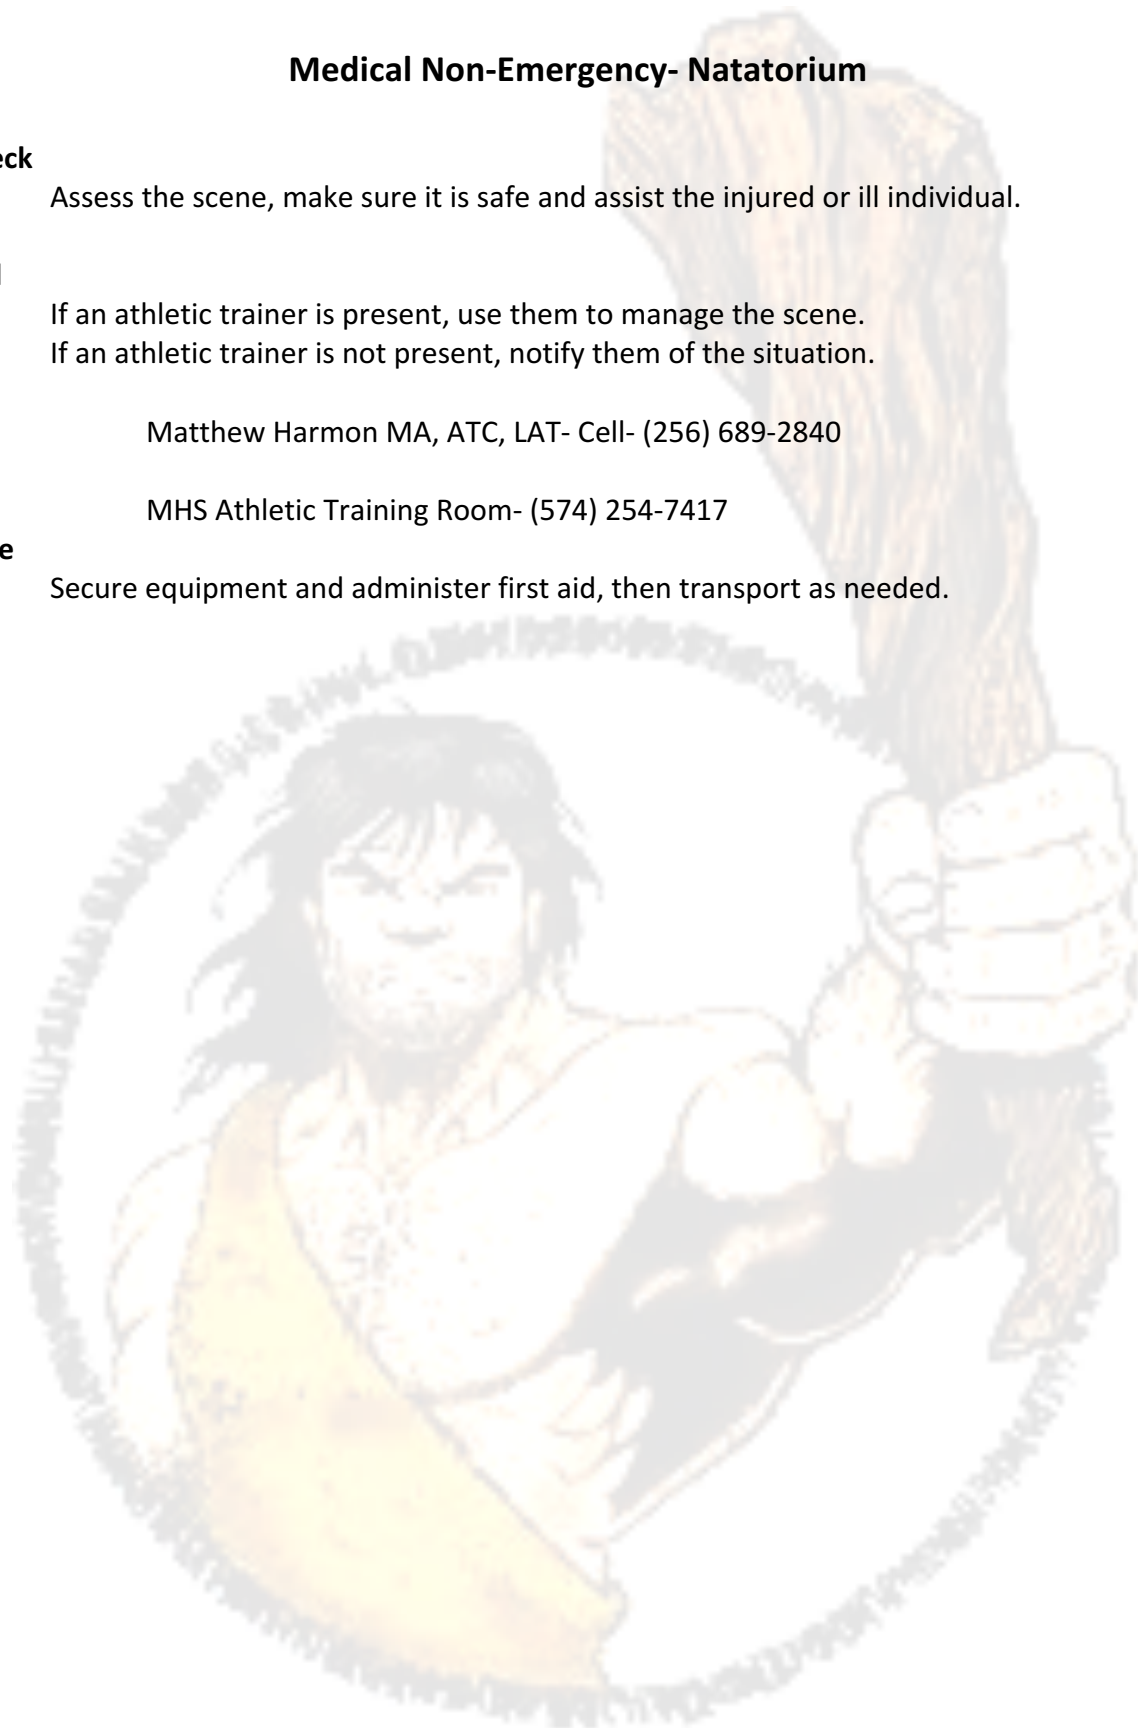 Medical Non-Emergency- Natatorium
eck
Assess the scene, make sure it is safe and assist the injured or ill individual.
l
If an athletic trainer is present, use them to manage the scene.
If an athletic trainer is not present, notify them of the situation.
Matthew Harmon MA, ATC, LAT- Cell- (256) 689-2840
MHS Athletic Training Room- (574) 254-7417
e
Secure equipment and administer first aid, then transport as needed.